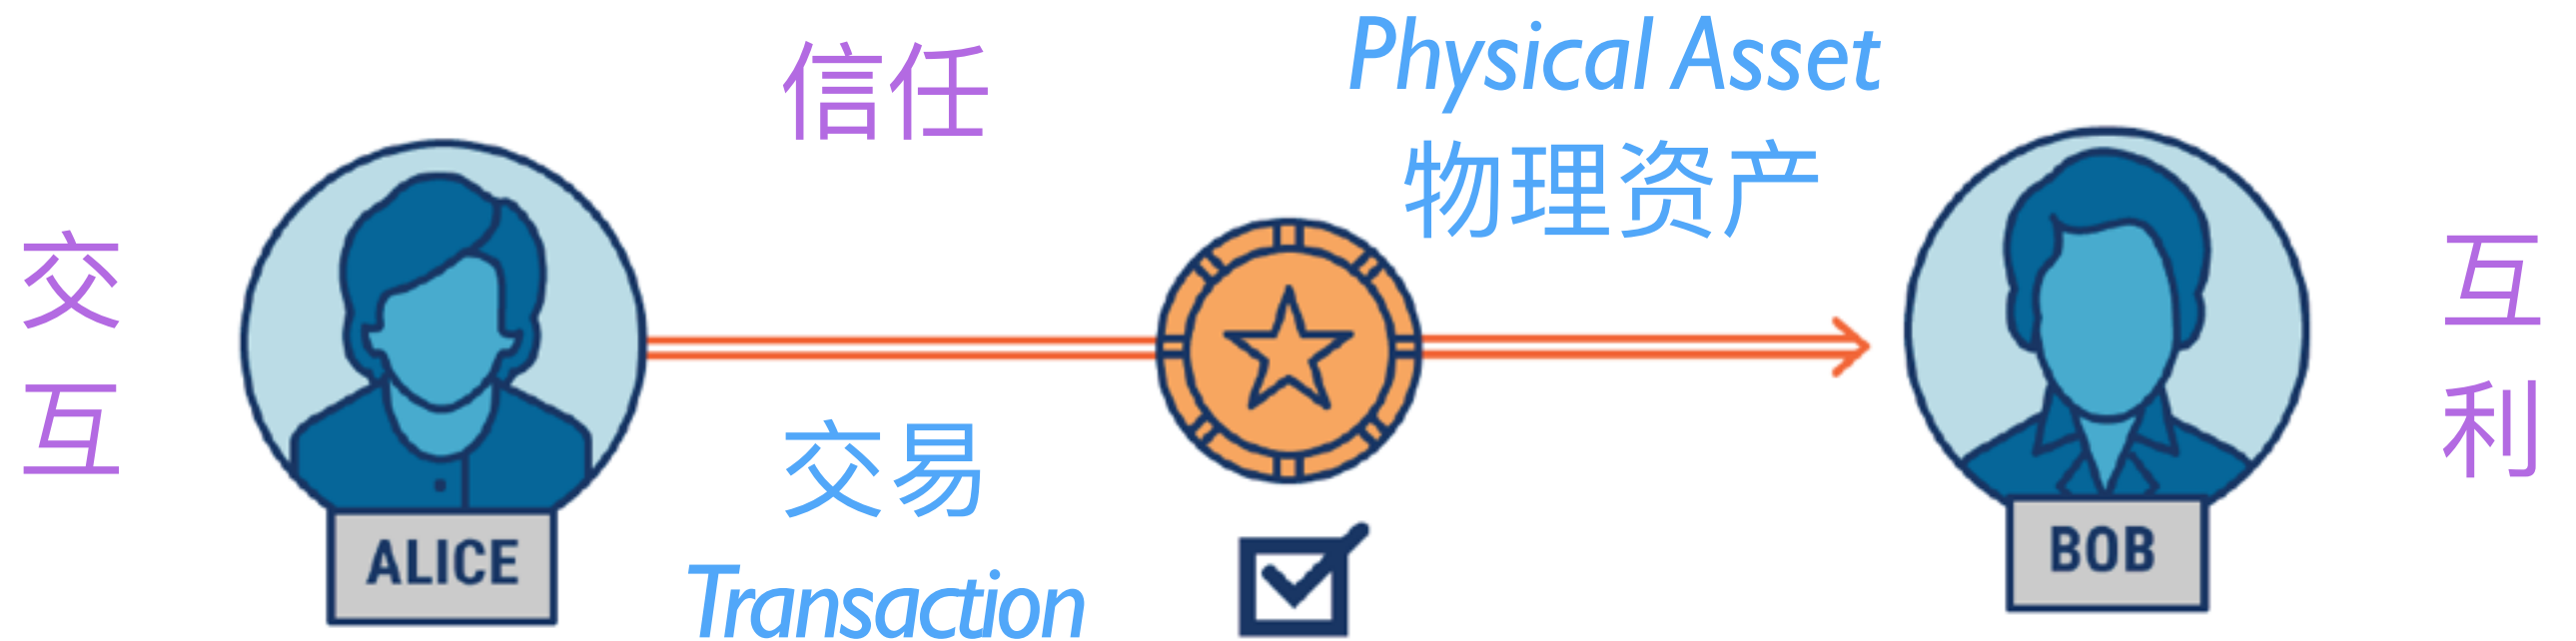 交互
信任
Physical Asset
物理资产
交易
Transaction
ALICE
BOB
互利